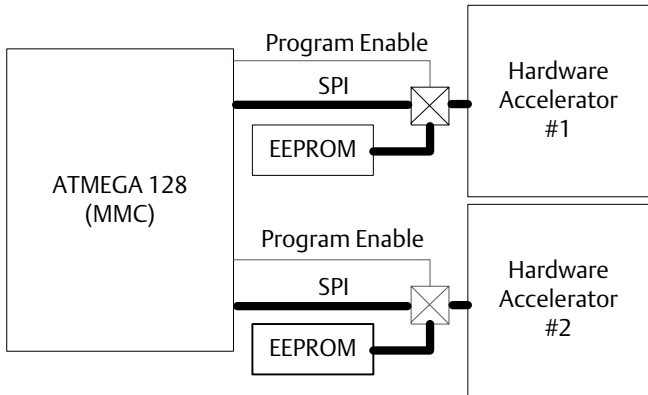 Program Enable
SPI
EEPROM
Hardware
Accelerator
#1
ATMEGA 128
(MMC)
Program Enable
SPI
EEPROM
Hardware
Accelerator
#2